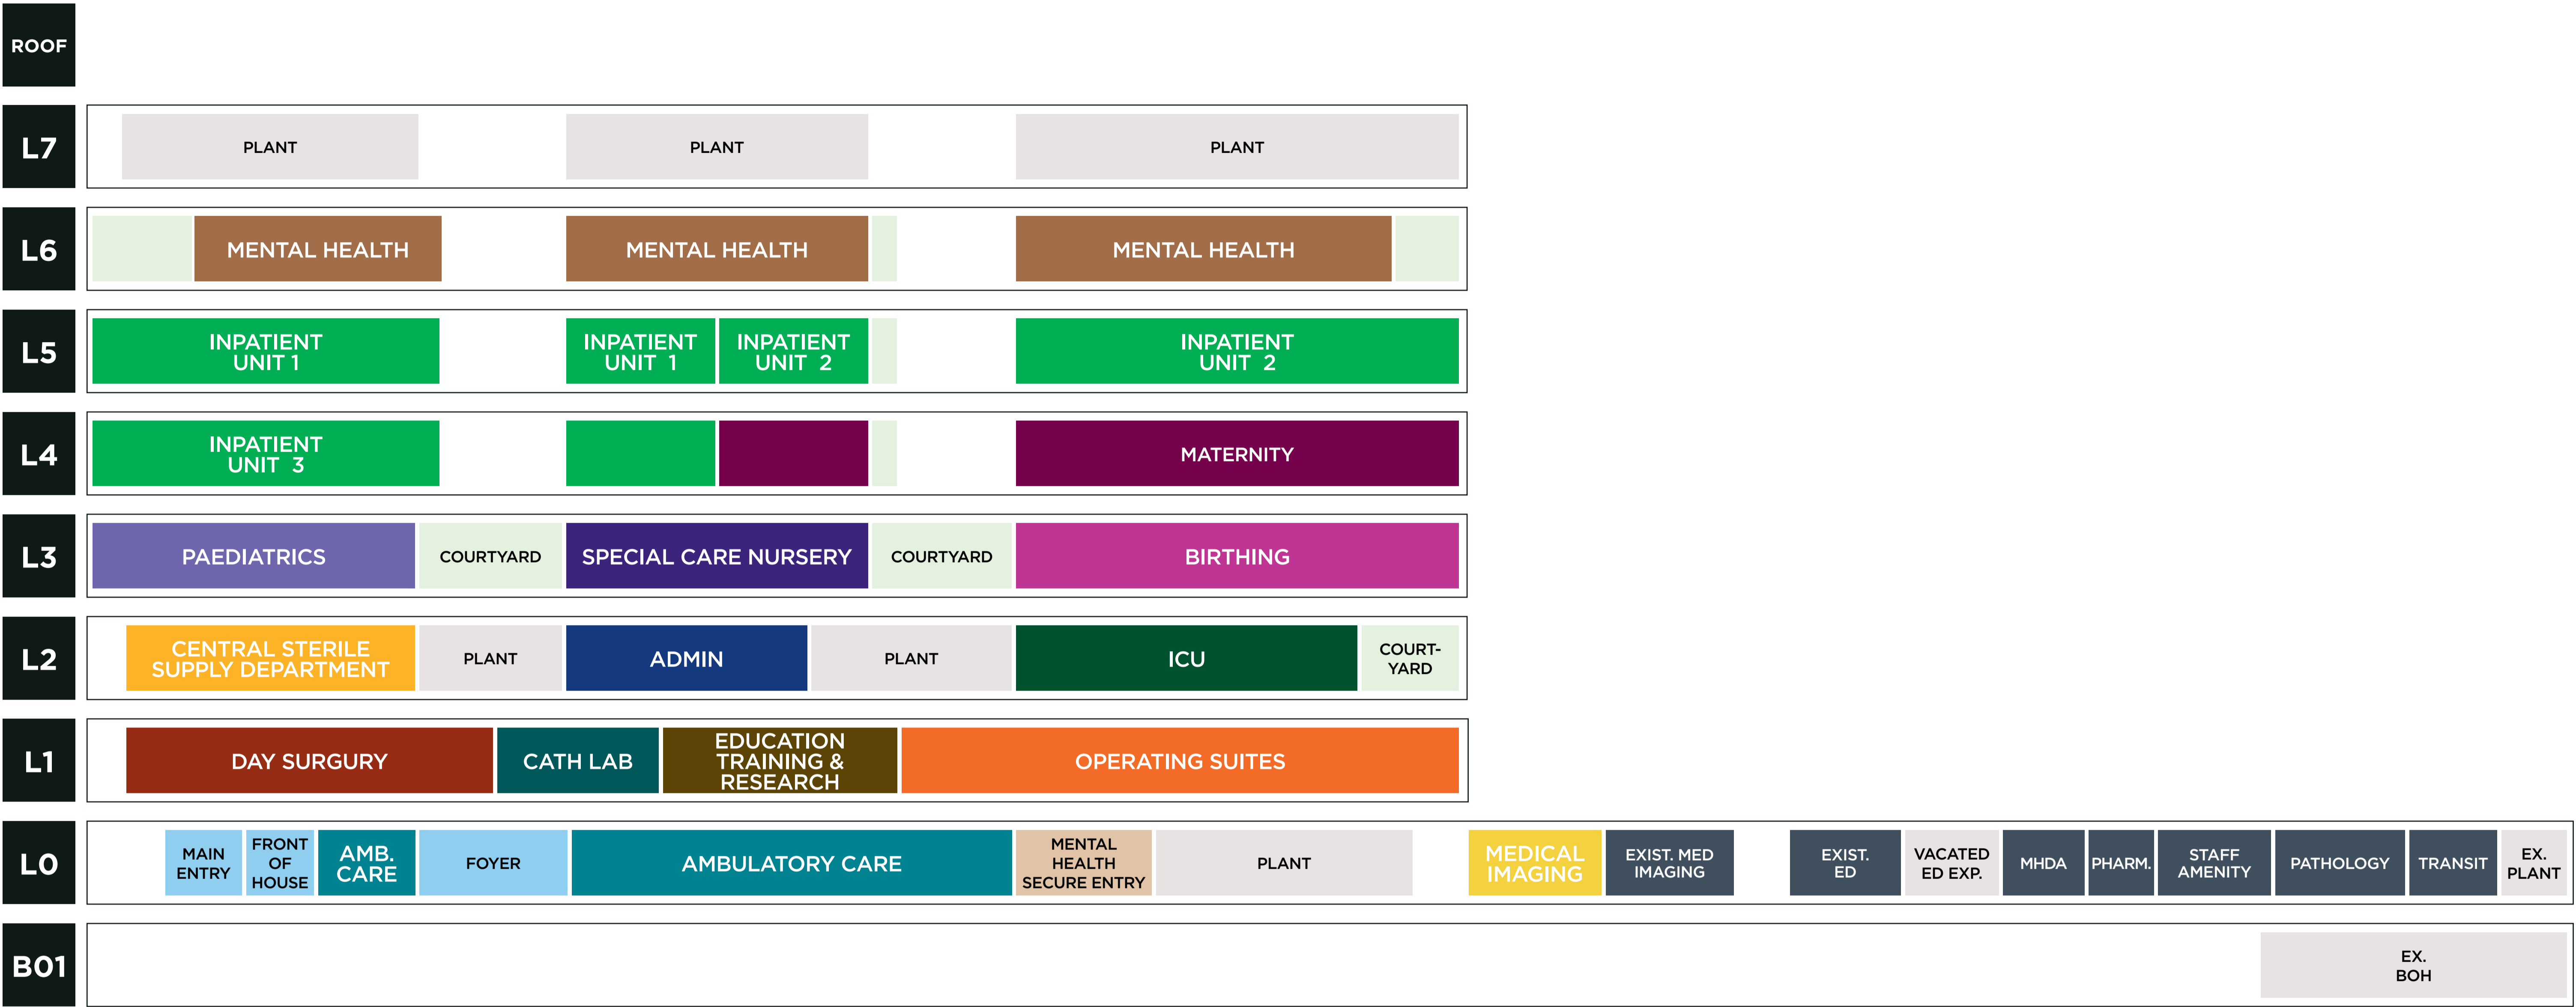 ROOF
L7
PLANT
PLANT
PLANT
L6
MENTAL HEALTH
MENTAL HEALTH
MENTAL HEALTH
L5
INPATIENT
UNIT 1
INPATIENT
UNIT 1
INPATIENT
UNIT 2
INPATIENT
UNIT 2
L4
INPATIENT
UNIT 3
MATERNITY
L3
PAEDIATRICS
COURTYARD
SPECIAL CARE NURSERY
COURTYARD
BIRTHING
L2
CENTRAL STERILE
SUPPLY DEPARTMENT
PLANT
ADMIN
PLANT
ICU
COURT-
YARD
L1
DAY SURGURY
CATH LAB
EDUCATION
TRAINING &
RESEARCH
OPERATING SUITES
L0
MAIN
ENTRY
FRONT
OF
HOUSE
AMB.
CARE
FOYER
AMBULATORY CARE
MENTAL
HEALTH
SECURE ENTRY
PLANT
MEDICAL
IMAGING
EXIST. MED
IMAGING
EXIST.
ED
VACATED
ED EXP.
MHDA
PHARM.
STAFF
AMENITY
PATHOLOGY
TRANSIT
EX.
PLANT
B01
EX.
BOH